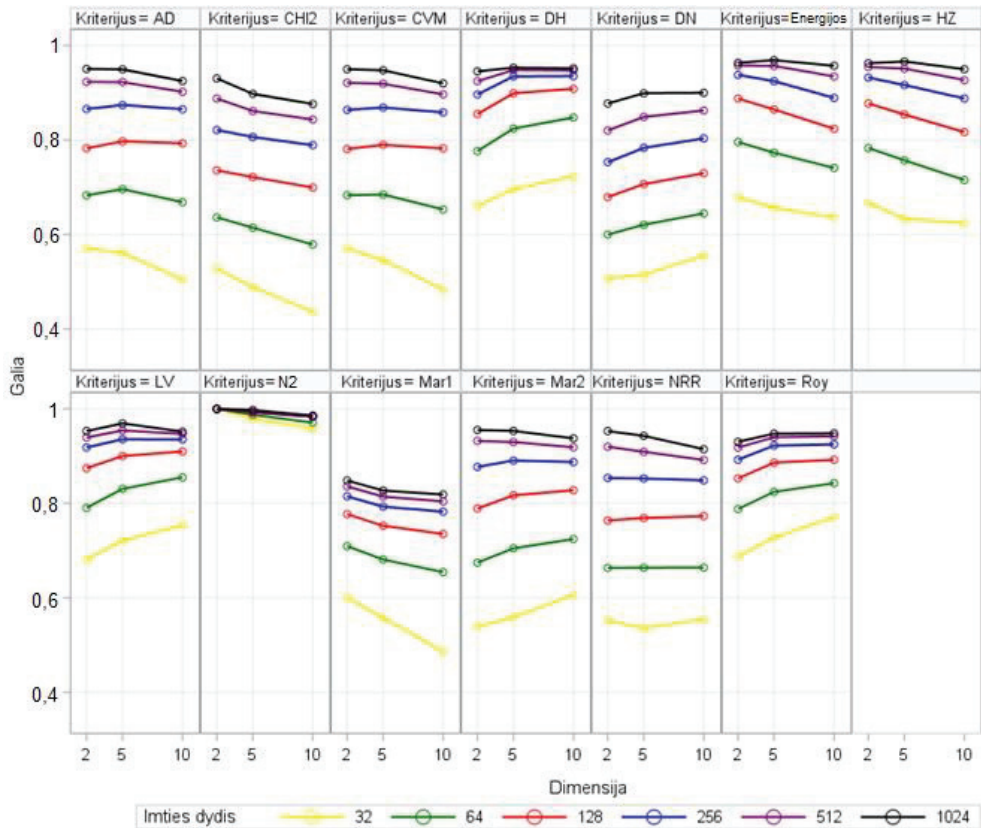 Kriterijus= AD
Kriterijus= CHI2
Kriterijus= CVM
Kriterijus= DH
Kriterijus= DN
Kriterijus= Energijos
Kriterijus= HZ
1
0,8
0,6
0,4
Galia
Kriterijus= LV
Kriterijus= N2
Kriterijus= Mar1
Kriterijus= Mar2
Kriterijus= NRR
Kriterijus= Roy
1
0,8
0,6
0,4
2 5 10 2 5 10 2 5 10 2 5 10 2 5 10 2 5 10 2 5 10
Dimensija
Imties dydis 32 64 128 256 512 1024